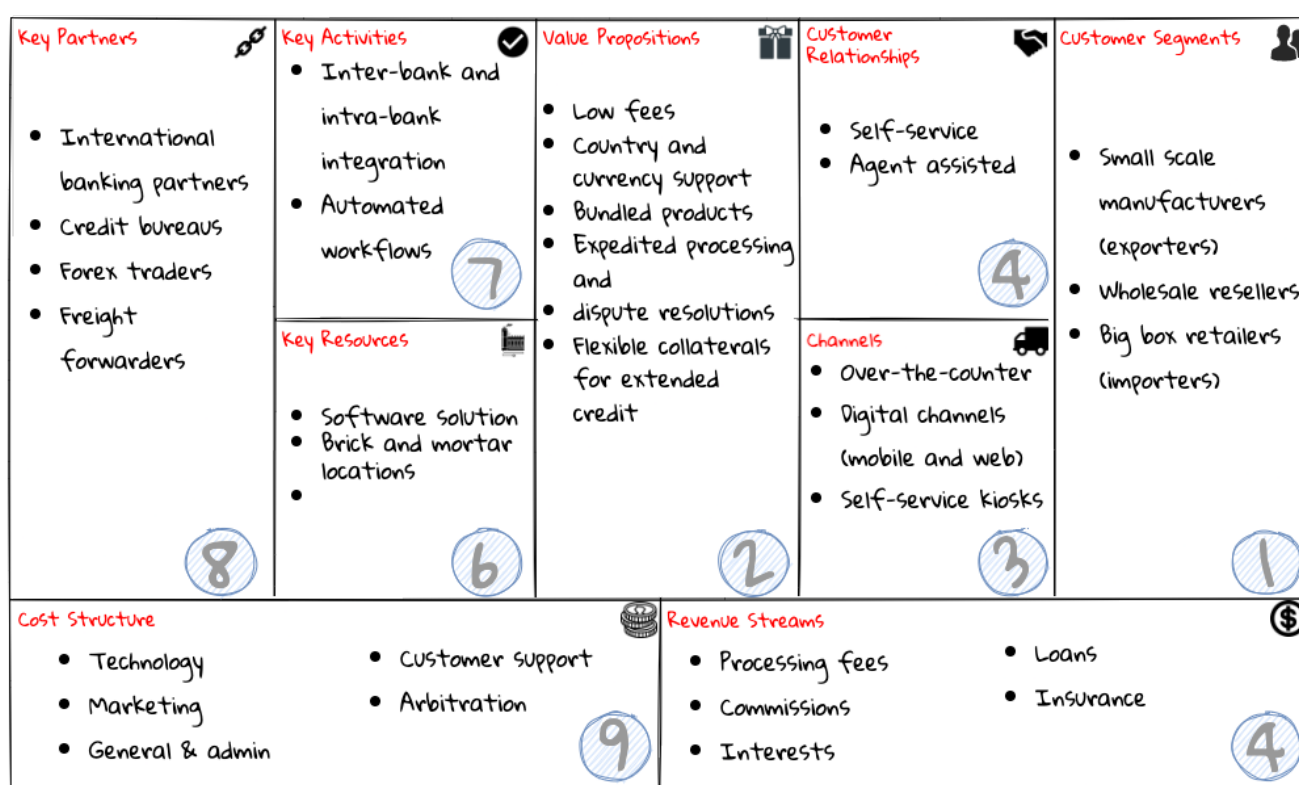 Key Partners
• International
banking partners
• Credit bureaus
• Forex traders
• Freight
forwarders
8
Key Activities
• Inter-bank and
intra-bank
integration
• Automated
workflows
7
Key Resources
• Software solution
• Brick and mortar
locations
•
6
Value Propositions
• Low fees
• Country and
currency support
• Bundled products
• Expedited processing
and
• dispute resolutions
• Flexible collaterals
for extended
credit
2
Customer
Relationships
• Self-service
• Agent assisted
4
Channels
• Over-the-counter
• Digital channels
(mobile and web)
• Self-service kiosks
3
Customer Segments
• Small scale
manufacturers
(exporters)
• Wholesale resellers
• Big box retailers
(importers)
1
Cost Structure
• Technology
• Marketing
• General & admin
• Customer support
• Arbitration
9
Revenue Streams
$
• Processing fees
• Commissions
• Interests
• Loans
• Insurance
4